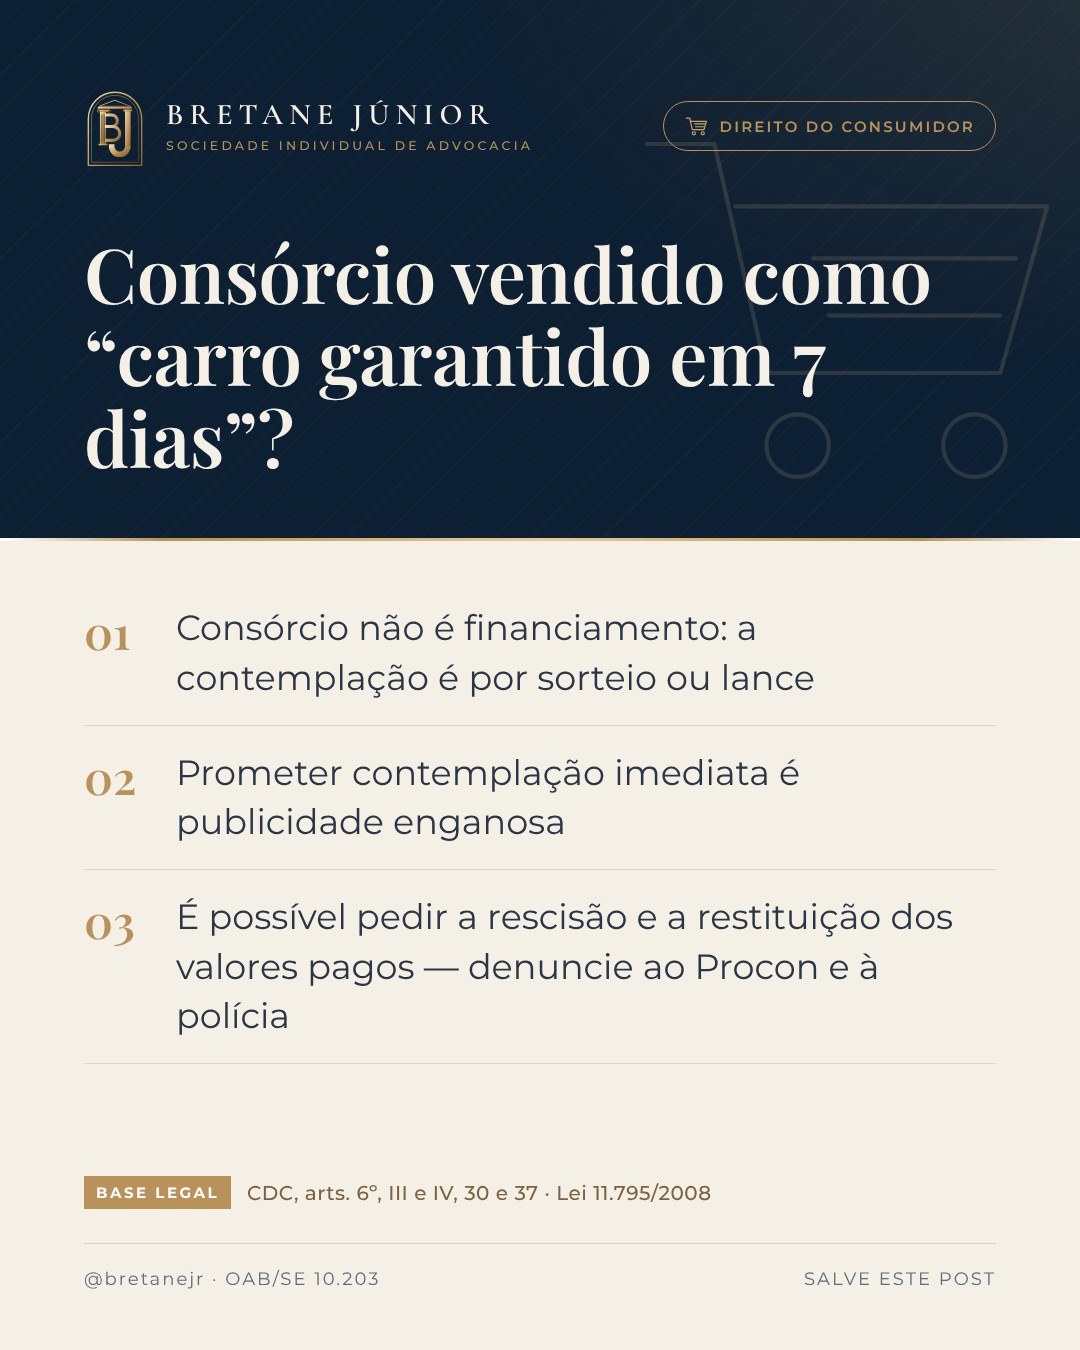 BRETANE JÚNIOR
SOCIEDADE INDIVIDUAL DE ADVOCACIA
DIREITO DO CONSUMIDOR
Consórcio vendido como
“carro garantido em 7
dias”?
01 Consórcio não é financiamento: a
contemplação é por sorteio ou lance
02 Prometer contemplação imediata é
publicidade enganosa
03 É possível pedir a rescisão e a restituição dos
valores pagos — denuncie ao Procon e à
polícia
BASE LEGAL CDC, arts. 6º, III e IV, 30 e 37 · Lei 11.795/2008
@bretanejr · OAB/SE 10.203
SALVE ESTE POST